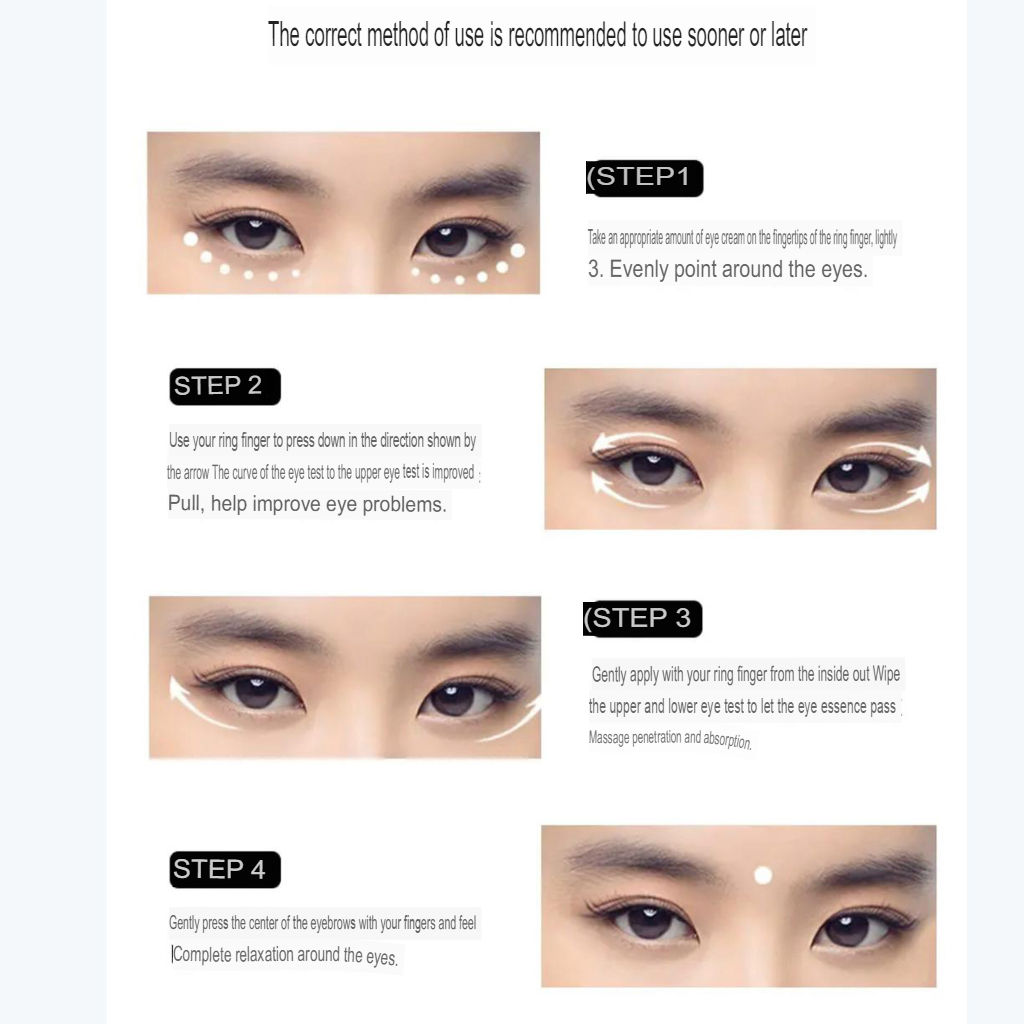 The correct method of use is recommended to use sooner or later
(STEP1
Take an appropriate amount of eye cream on the fingertips of the ring finger, lightly
3. Evenly point around the eyes.
STEP 2
Use your ring finger to press down in the direction shown by
the arrow The curve of the eye test to the upper eye test is improved :
Pull, help improve eye problems.
(STEP 3
Gently apply with your ring finger from the inside out Wipe
the upper and lower eye test to let the eye essence pass
Massage penetration and absorption.
STEP 4
Gently press the center of the eyebrows with your fingers and feel
Complete relaxation around the eyes.